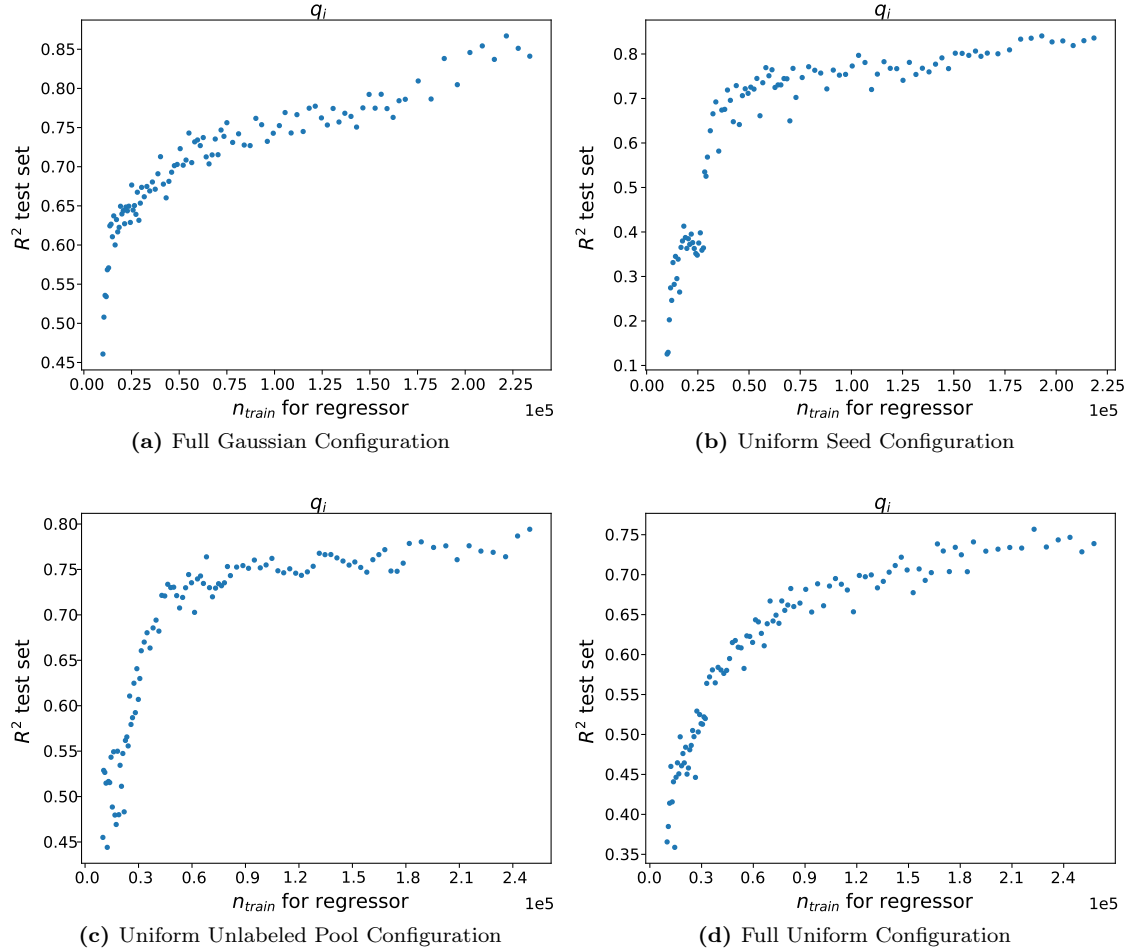 q_i
0.85
0.80
0.75
0.70
0.65
0.60
0.55
0.50
0.45
R² test set
0.00 0.25 0.50 0.75 1.00 1.25 1.50 1.75 2.00 2.25
n_train for regressor 1e5
(a) Full Gaussian Configuration
q_i
0.8
0.7
0.6
0.5
0.4
0.3
0.2
0.1
R² test set
0.00 0.25 0.50 0.75 1.00 1.25 1.50 1.75 2.00 2.25
n_train for regressor 1e5
(b) Uniform Seed Configuration
q_i
0.80
0.75
0.70
0.65
0.60
0.55
0.50
0.45
R² test set
0.0 0.3 0.6 0.9 1.2 1.5 1.8 2.1 2.4
n_train for regressor 1e5
(c) Uniform Unlabeled Pool Configuration
q_i
0.75
0.70
0.65
0.60
0.55
0.50
0.45
0.40
0.35
R² test set
0.0 0.3 0.6 0.9 1.2 1.5 1.8 2.1 2.4
n_train for regressor 1e5
(d) Full Uniform Configuration